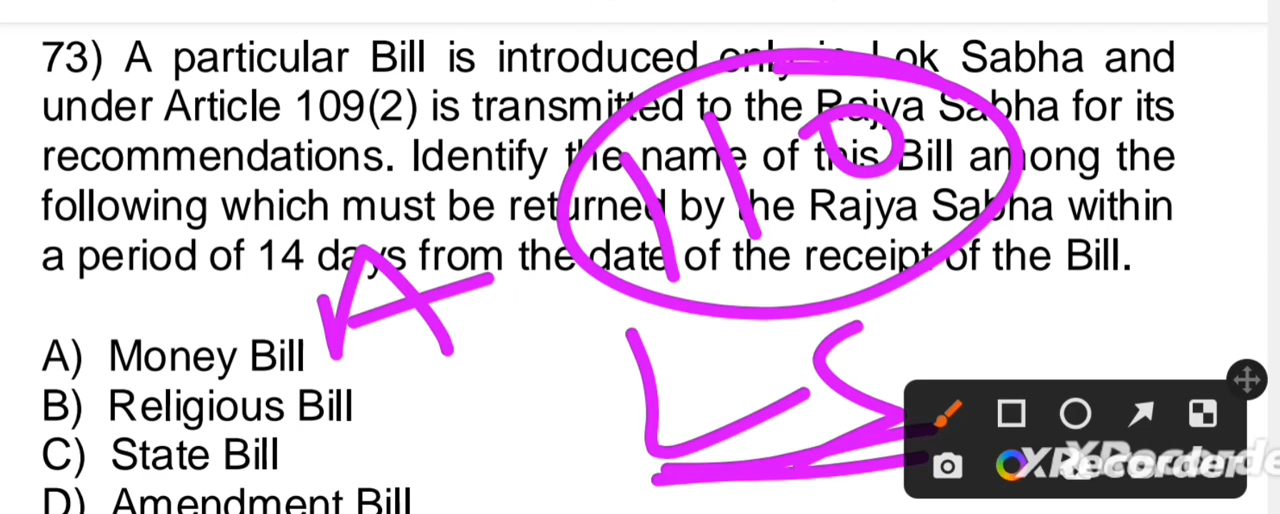 73) A particular Bill is introduced only in Lok Sabha and
under Article 109(2) is transmitted to the Rajya Sabha for its
recommendations. Identify the name of this Bill among the
following which must be returned by the Rajya Sabha within
a period of 14 days from the date of the receipt of the Bill.
110
A
A) Money Bill
B) Religious Bill
C) State Bill
D) Amendment Bill
LS
XRecorder